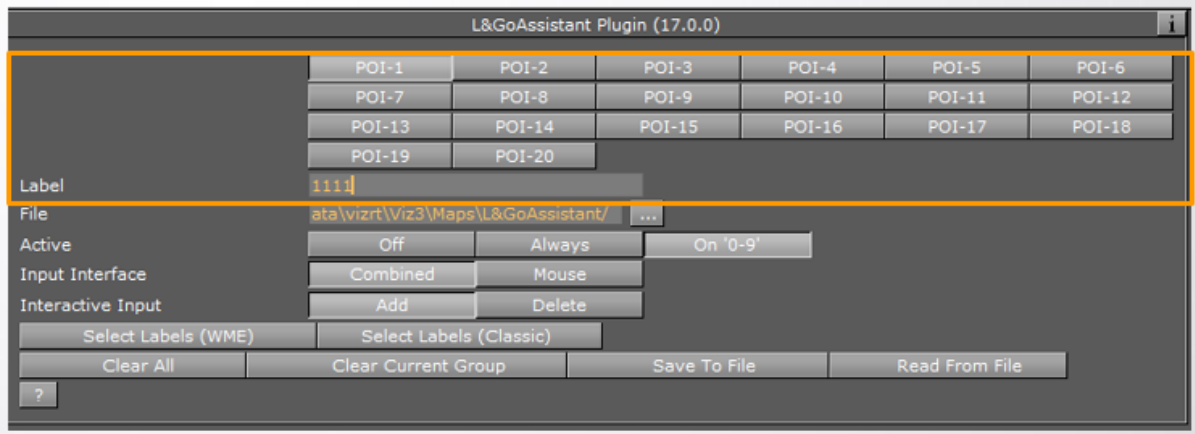 L&GoAssistant Plugin (17.0.0) i
POI-1 POI-2 POI-3 POI-4 POI-5 POI-6
POI-7 POI-8 POI-9 POI-10 POI-11 POI-12
POI-13 POI-14 POI-15 POI-16 POI-17 POI-18
POI-19 POI-20
Label 1111
File ata\vizrt\Viz3\Maps\L&GoAssistant/ ...
Active Off Always On '0-9'
Input Interface Combined Mouse
Interactive Input Add Delete
Select Labels (WME) Select Labels (Classic)
Clear All Clear Current Group Save To File Read From File
?